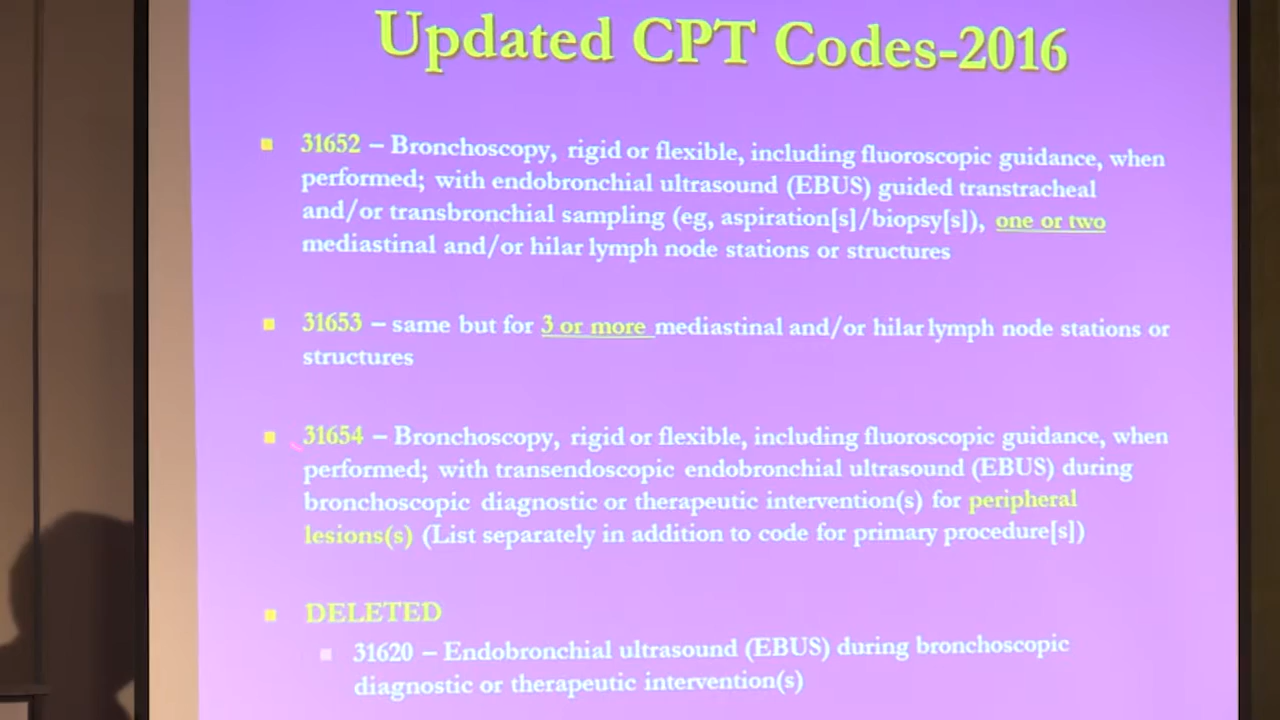 Updated CPT Codes-2016
31652 – Bronchoscopy, rigid or flexible, including fluoroscopic guidance, when
performed; with endobronchial ultrasound (EBUS) guided transtracheal
and/or transbronchial sampling (eg, aspiration[s]/biopsy[s]), one or two
mediastinal and/or hilar lymph node stations or structures
31653 – same but for 3 or more mediastinal and/or hilar lymph node stations or
structures
31654 – Bronchoscopy, rigid or flexible, including fluoroscopic guidance, when
performed; with transendoscopic endobronchial ultrasound (EBUS) during
bronchoscopic diagnostic or therapeutic intervention(s) for peripheral
lesions(s) (List separately in addition to code for primary procedure[s])
DELETED
31620 – Endobronchial ultrasound (EBUS) during bronchoscopic
diagnostic or therapeutic intervention(s)